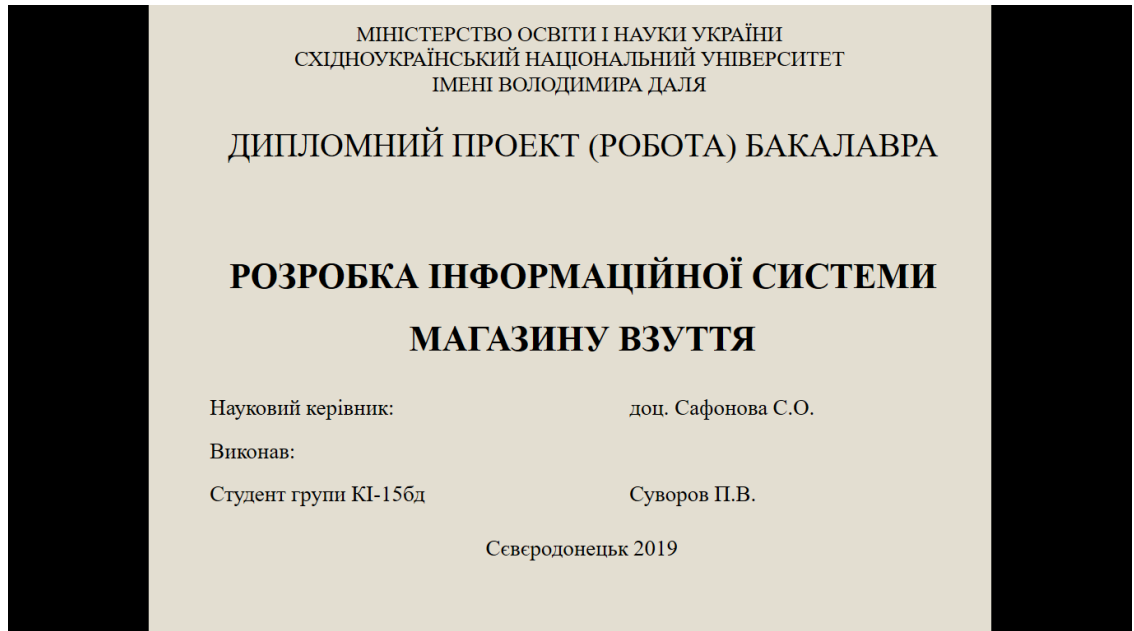 МІНІСТЕРСТВО ОСВІТИ І НАУКИ УКРАЇНИ
СХІДНОУКРАЇНСЬКИЙ НАЦІОНАЛЬНИЙ УНІВЕРСИТЕТ
ІМЕНІ ВОЛОДИМИРА ДАЛЯ
ДИПЛОМНИЙ ПРОЕКТ (РОБОТА) БАКАЛАВРА
РОЗРОБКА ІНФОРМАЦІЙНОЇ СИСТЕМИ
МАГАЗИНУ ВЗУТТЯ
Науковий керівник: доц. Сафонова С.О.
Виконав:
Студент групи КІ-15бд Суворов П.В.
Сєвєродонецьк 2019